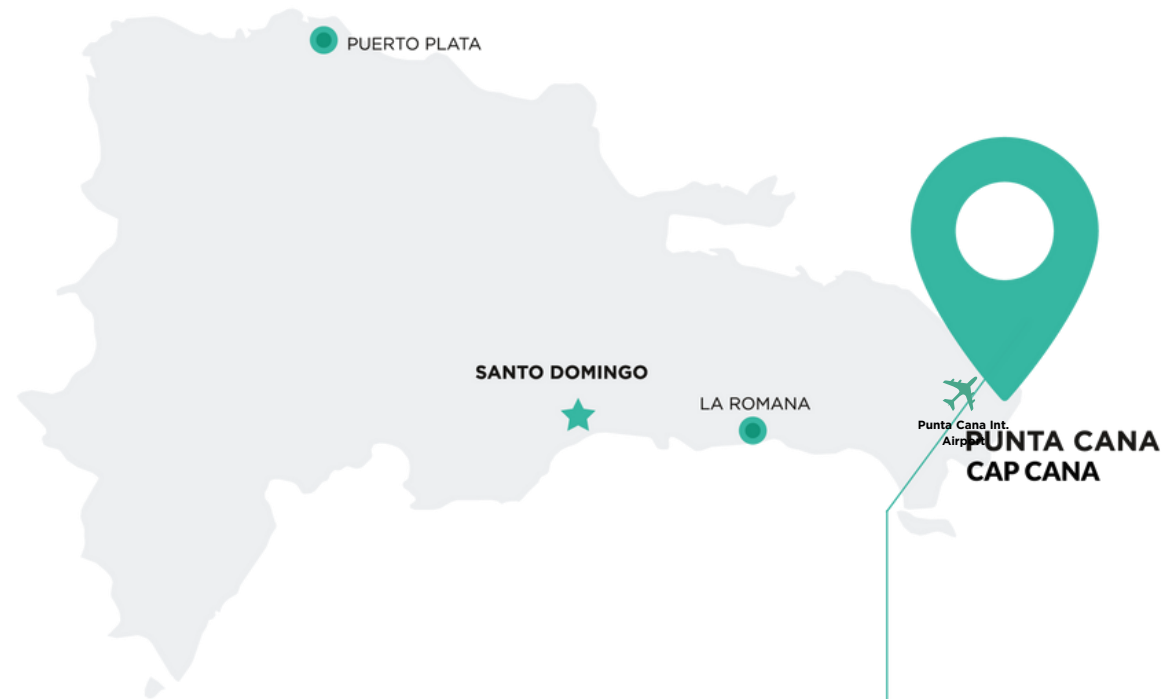 PUERTO PLATA
SANTO DOMINGO
LA ROMANA
Punta Cana Int.
Airport
PUNTA CANA
CAP CANA